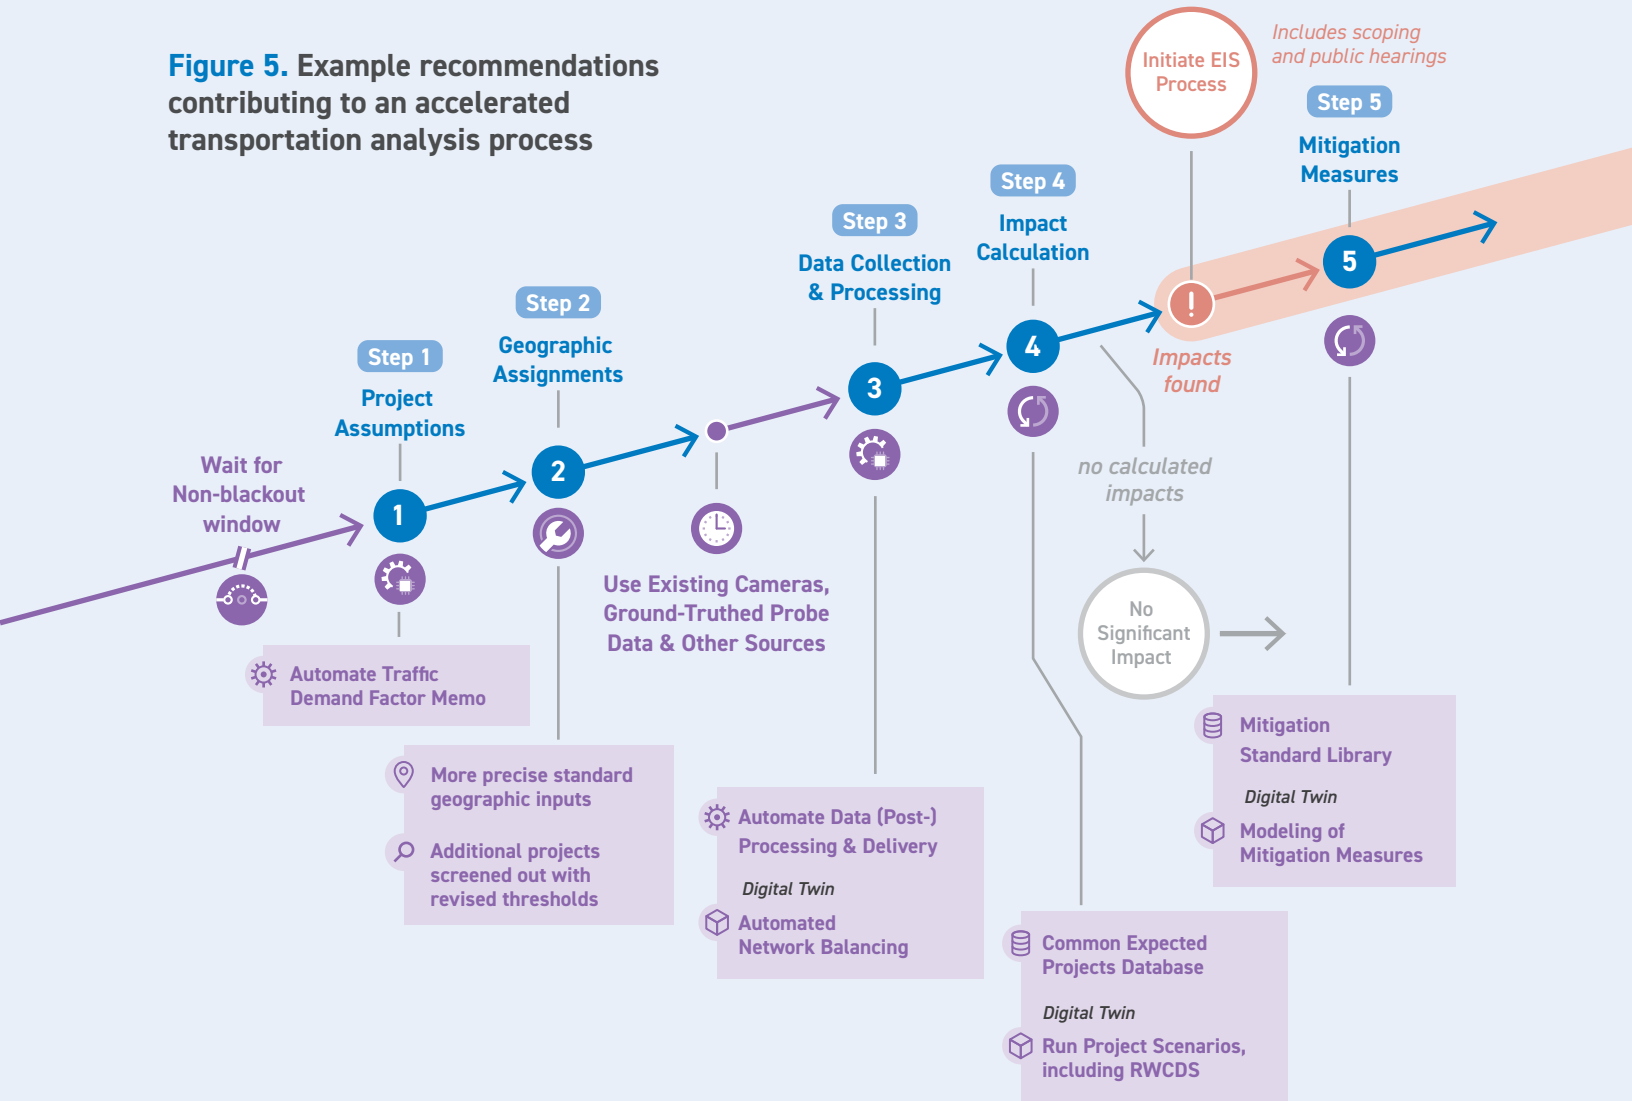 Figure 5. Example recommendations
contributing to an accelerated
transportation analysis process
Wait for
Non-blackout
window
Step 1
Project
Assumptions
1
Automate Traffic
Demand Factor Memo
Step 2
Geographic
Assignments
2
More precise standard
geographic inputs
Additional projects
screened out with
revised thresholds
Use Existing Cameras,
Ground-Truthed Probe
Data & Other Sources
Step 3
Data Collection
& Processing
3
Automate Data (Post-)
Processing & Delivery
Digital Twin
Automated
Network Balancing
Step 4
Impact
Calculation
4
Common Expected
Projects Database
Digital Twin
Run Project Scenarios,
including RWCDS
no calculated
impacts
No
Significant
Impact
Initiate EIS
Process
Includes scoping
and public hearings
!
Impacts
found
Step 5
Mitigation
Measures
5
Mitigation
Standard Library
Digital Twin
Modeling of
Mitigation Measures